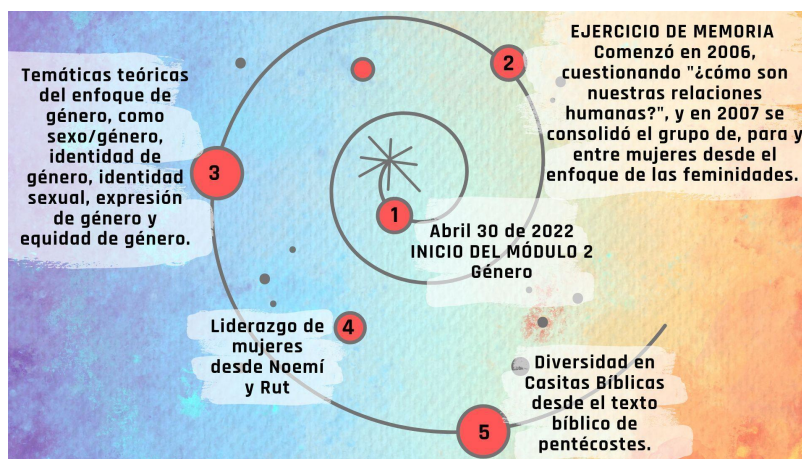 1
Abril 30 de 2022
INICIO DEL MÓDULO 2
Género
2
EJERCICIO DE MEMORIA
Comenzó en 2006,
cuestionando "¿cómo son
nuestras relaciones
humanas?", y en 2007 se
consolidó el grupo de, para y
entre mujeres desde el
enfoque de las feminidades.
3
Temáticas teóricas
del enfoque de
género, como
sexo/género,
identidad de
género, identidad
sexual, expresión
de género y
equidad de género.
4
Liderazgo de
mujeres
desde Noemí
y Rut
5
Diversidad en
Casitas Bíblicas
desde el texto
bíblico de
pentécostes.